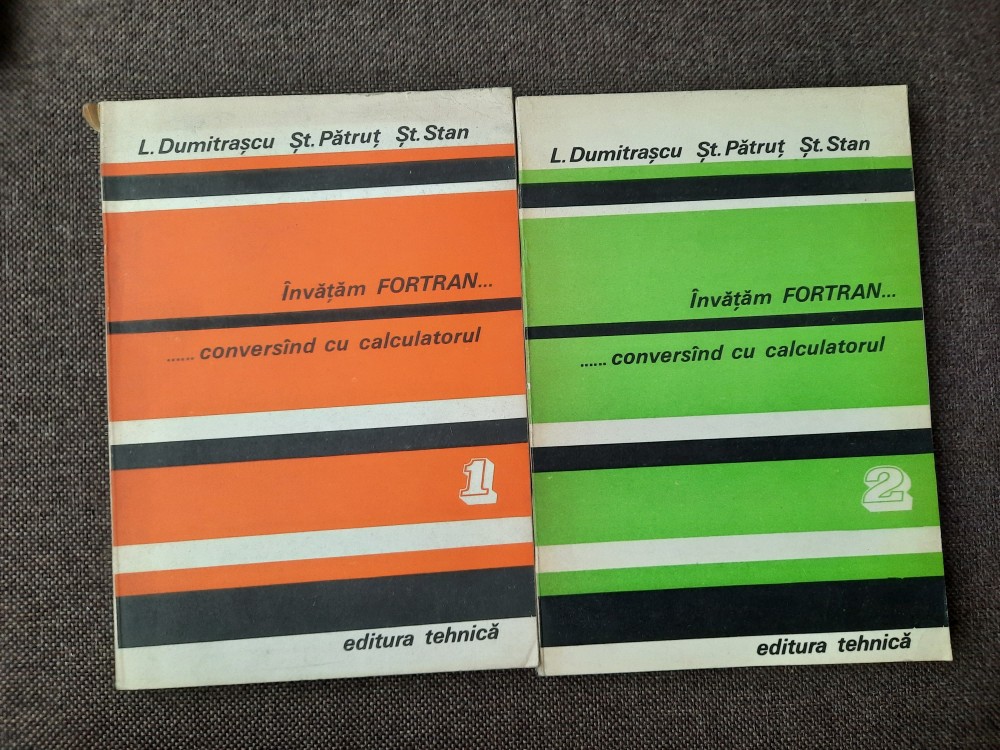 L. Dumitrașcu Șt. Pătruț Șt. Stan
Învățăm FORTRAN...
...... conversînd cu calculatorul
1
editura tehnică
L. Dumitrașcu Șt. Pătruț Șt. Stan
Învățăm FORTRAN...
...... conversînd cu calculatorul
2
editura tehnică